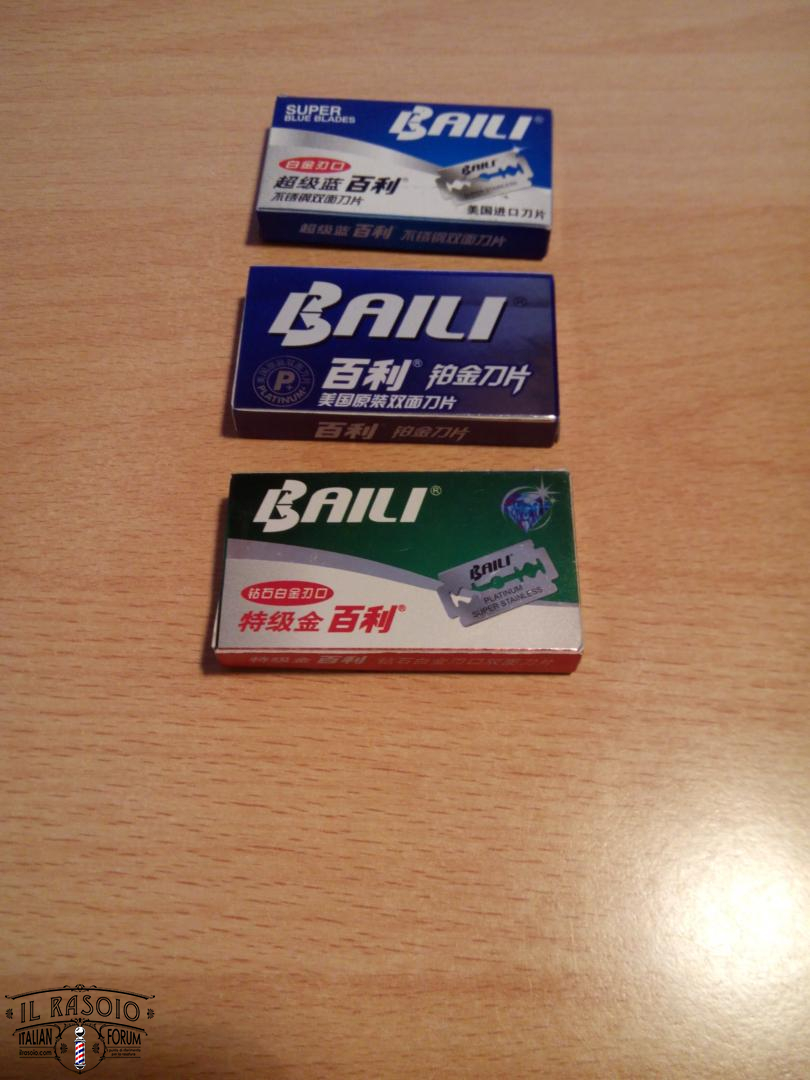 SUPER
BLUE BLADES
BAILI®
白金刃口
超级蓝 百利®
不锈钢双面刀片
BAILI
美国进口刀片
超级蓝 百利® 不锈钢双面刀片
BAILI®
P+
PLATINUM
百利® 铂金刀片
美国原装双面刀片
百利® 铂金刀片
BAILI®
BAILI®
PLATINUM
SUPER STAINLESS
钻石白金刃口
特级金 百利®
特级金 百利® 钻石白金刃口双面刀片
IL RASOIO
ITALIAN FORUM
ilrasoio.com